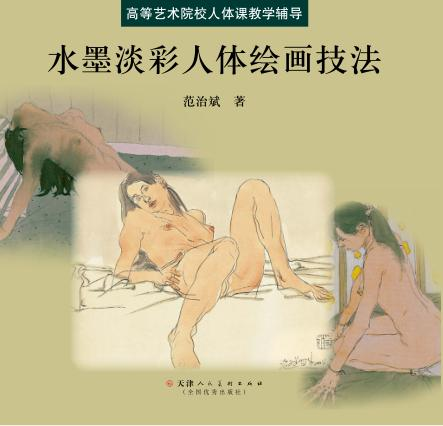 高等艺术院校人体课教学辅导
水墨淡彩人体绘画技法
范治斌 著
天津人民美术出版社
(全国优秀出版社)